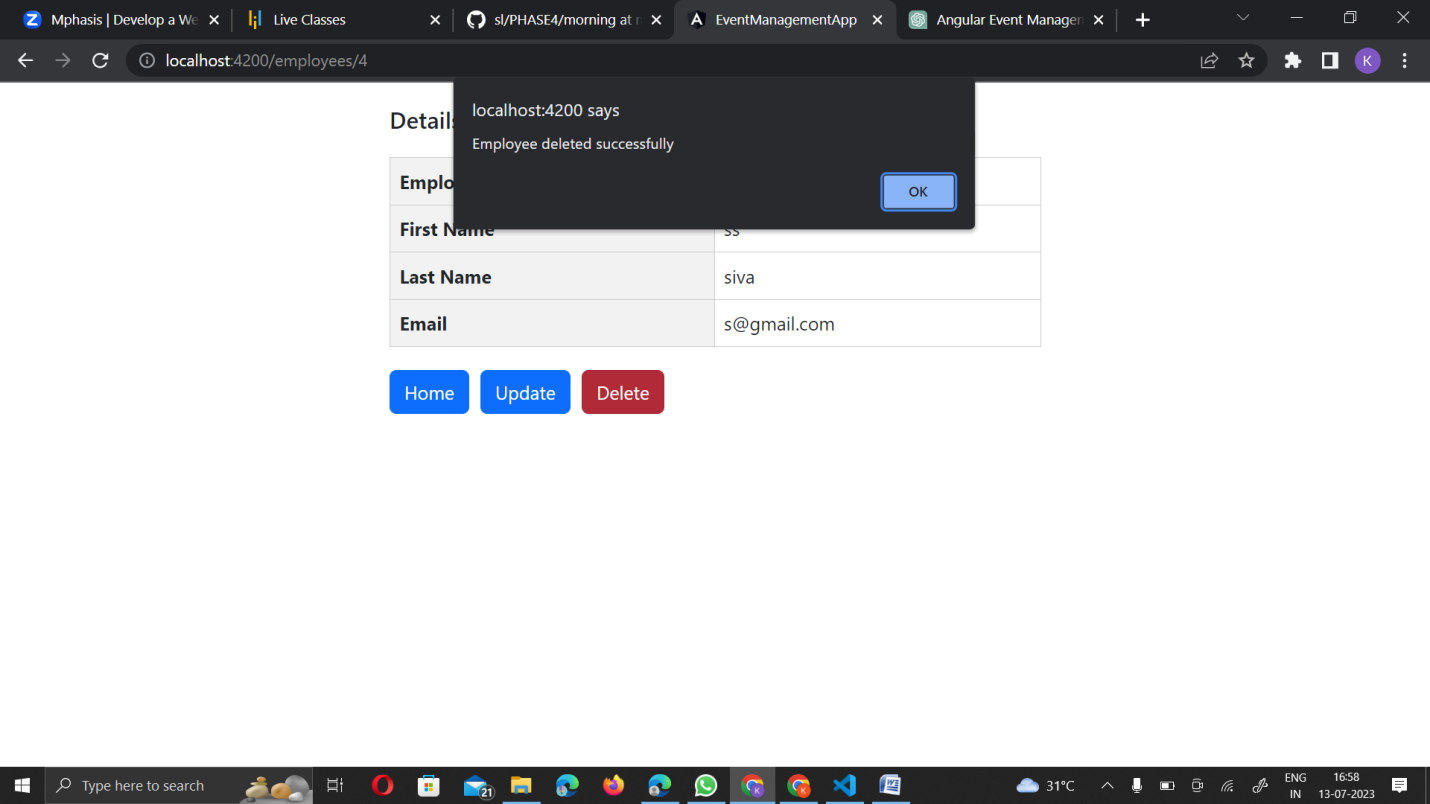 Mphasis | Develop a We
Live Classes
sl/PHASE4/morning at
EventManagementApp
Angular Event Manager
localhost:4200/employees/4
K
localhost:4200 says
Employee deleted successfully
OK
Details
Emplo
First Name ss
Last Name siva
Email s@gmail.com
Home Update Delete
Type here to search
21
31°C
ENG
IN
16:58
13-07-2023